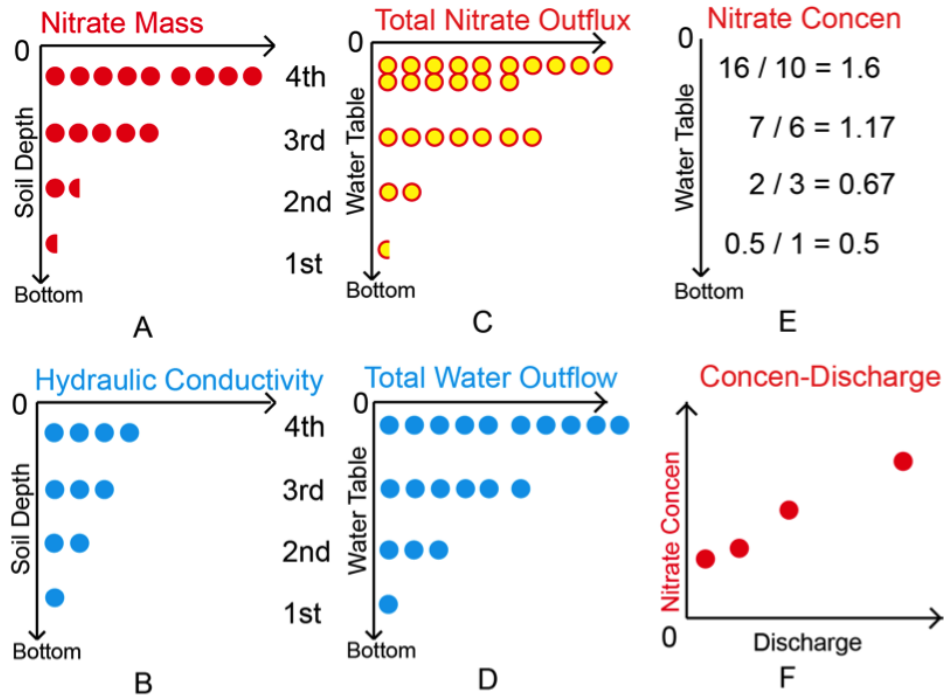 Nitrate Mass
0
Soil Depth
Bottom
A
4th
3rd
2nd
1st
Total Nitrate Outflux
0
Water Table
Bottom
C
Nitrate Concen
0
Water Table
16 / 10 = 1.6
7 / 6 = 1.17
2 / 3 = 0.67
0.5 / 1 = 0.5
Bottom
E
Hydraulic Conductivity
0
Soil Depth
Bottom
B
4th
3rd
2nd
1st
Total Water Outflow
0
Water Table
Bottom
D
Concen-Discharge
Nitrate Concen
0
Discharge
F